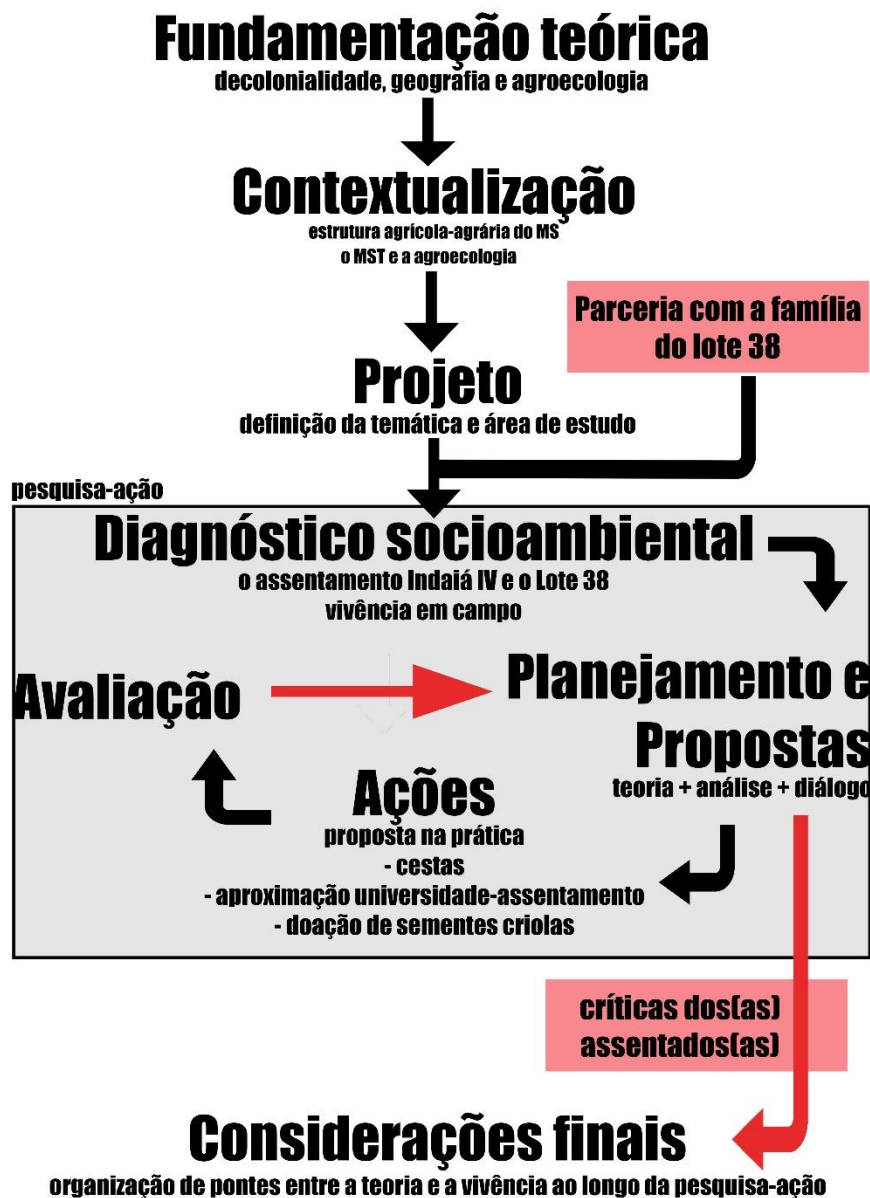 Fundamentação teórica
decolonialidade, geografia e agroecologia
Contextualização
estrutura agrícola-agrária do MS
o MST e a agroecologia
Parceria com a família
do lote 38
Projeto
definição da temática e área de estudo
pesquisa-ação
Diagnóstico socioambiental
o assentamento Indaiá IV e o Lote 38
vivência em campo
Avaliação
Planejamento e
Propostas
teoria + análise + diálogo
Ações
proposta na prática
- cestas
- aproximação universidade-assentamento
- doação de sementes criolas
críticas dos(as)
assentados(as)
Considerações finais
organização de pontes entre a teoria e a vivência ao longo da pesquisa-ação